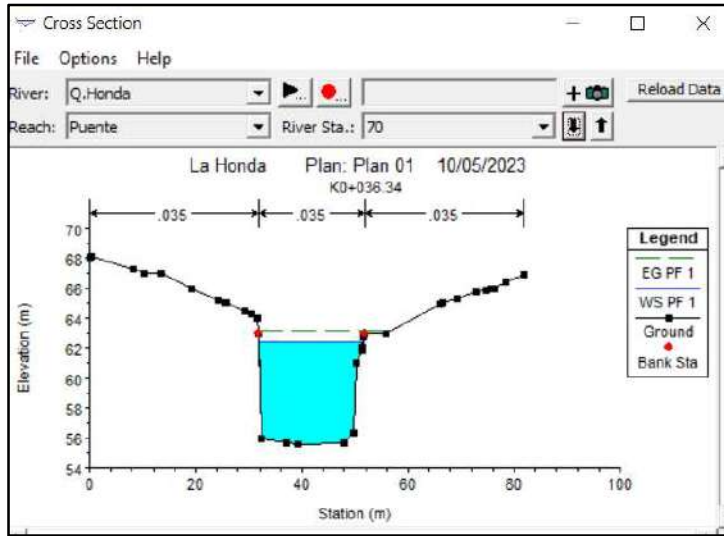 Cross Section
File Options Help
River: Q.Honda
Reload Data
Reach: Puente River Sta.: 70
La Honda Plan: Plan 01 10/05/2023
K0+036.34
.035 .035 .035
Legend
EG PF 1
WS PF 1
Ground
Bank Sta
Elevation (m)
70
68
66
64
62
60
58
56
54
0 20 40 60 80 100
Station (m)